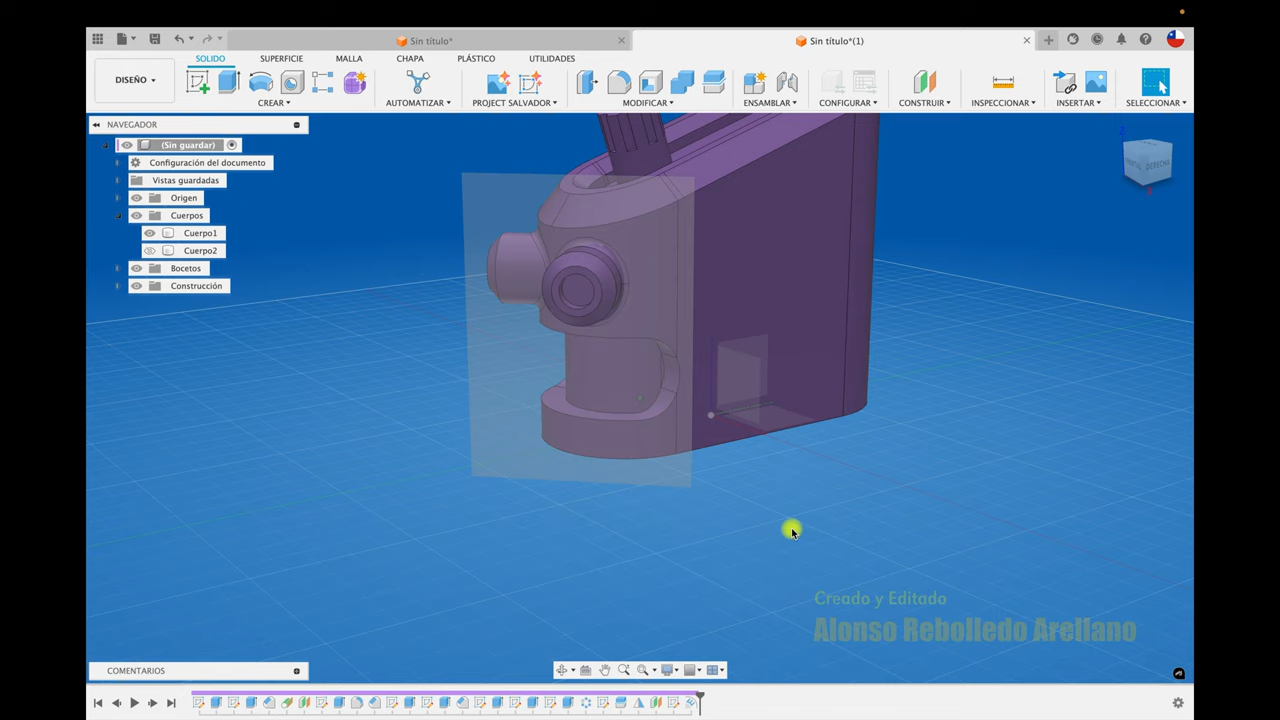 Sin título*
Sin título*(1)
DISEÑO
SOLIDO
SUPERFICIE
MALLA
CHAPA
PLÁSTICO
UTILIDADES
CREAR
AUTOMATIZAR
PROJECT SALVADOR
MODIFICAR
ENSAMBLAR
CONFIGURAR
CONSTRUIR
INSPECCIONAR
INSERTAR
SELECCIONAR
NAVEGADOR
(Sin guardar)
Configuración del documento
Vistas guardadas
Origen
Cuerpos
Cuerpo1
Cuerpo2
Bocetos
Construcción
Z
DERECHA
Creado y Editado
Alonso Rebolledo Arellano
COMENTARIOS